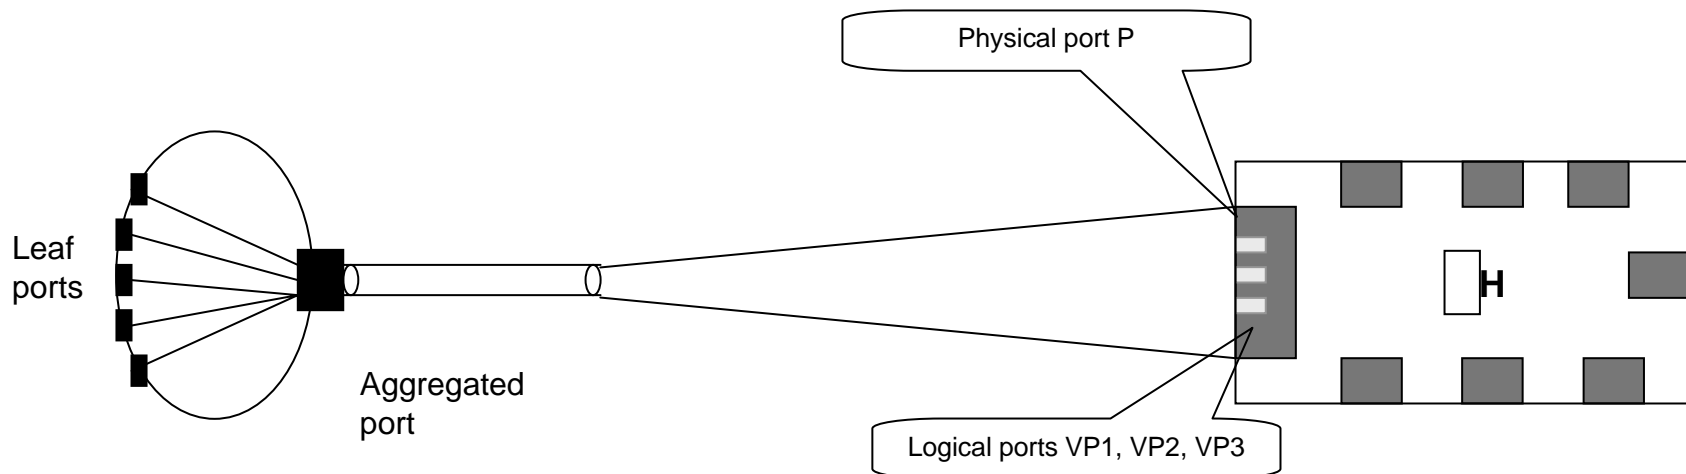 Physical port P
Leaf
ports
H
Aggregated
port
Logical ports VP1, VP2, VP3